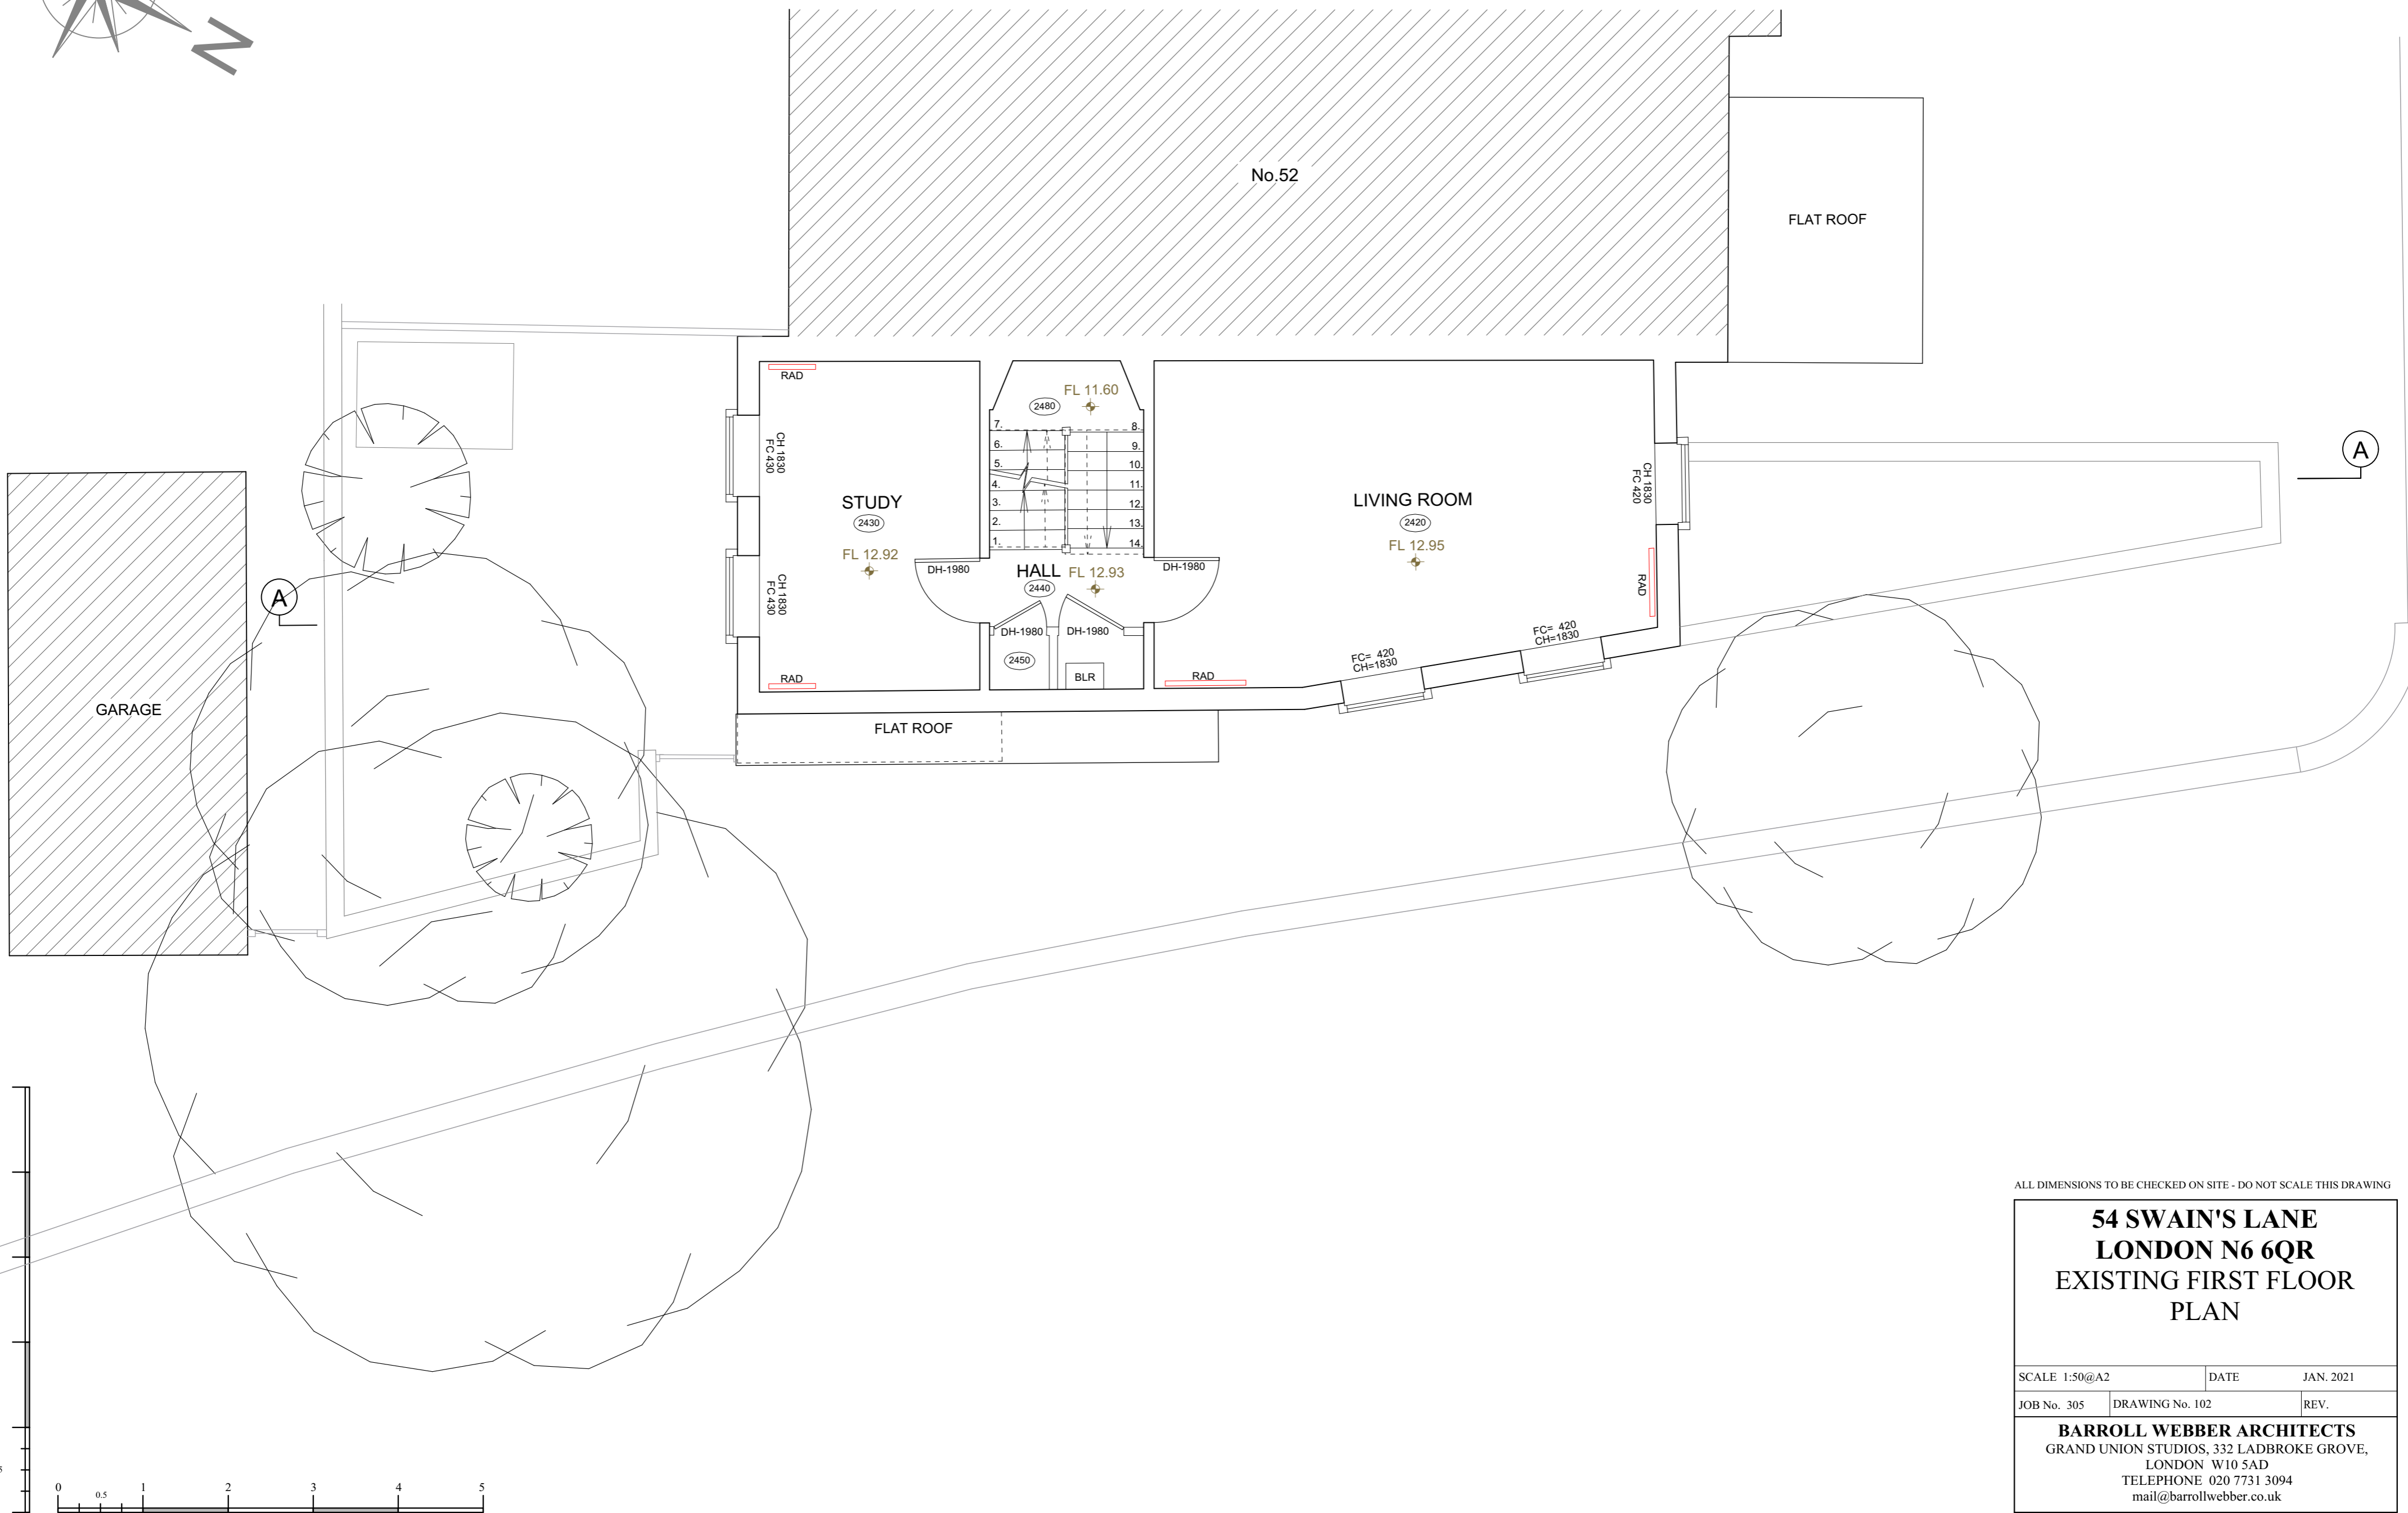 N
No.52
FLAT ROOF
RAD
FL 11.60
2480
7.
6.
5.
4.
3.
2.
1.
8.
9.
10.
11.
12.
13.
14.
CH 1830
FC 430
STUDY
2430
FL 12.92
CH 1830
FC 430
RAD
DH-1980
HALL
2440
FL 12.93
DH-1980
DH-1980
DH-1980
2450
BLR
LIVING ROOM
2420
FL 12.95
CH 1830
FC 420
RAD
FC= 420
CH=1830
FC= 420
CH=1830
RAD
FLAT ROOF
A
A
GARAGE
0
0.5
1
2
3
4
5
ALL DIMENSIONS TO BE CHECKED ON SITE - DO NOT SCALE THIS DRAWING
54 SWAIN'S LANE
LONDON N6 6QR
EXISTING FIRST FLOOR
PLAN
SCALE 1:50@A2
DATE JAN. 2021
JOB No. 305
DRAWING No. 102
REV.
BARROLL WEBBER ARCHITECTS
GRAND UNION STUDIOS, 332 LADBROKE GROVE,
LONDON W10 5AD
TELEPHONE 020 7731 3094
mail@barrollwebber.co.uk